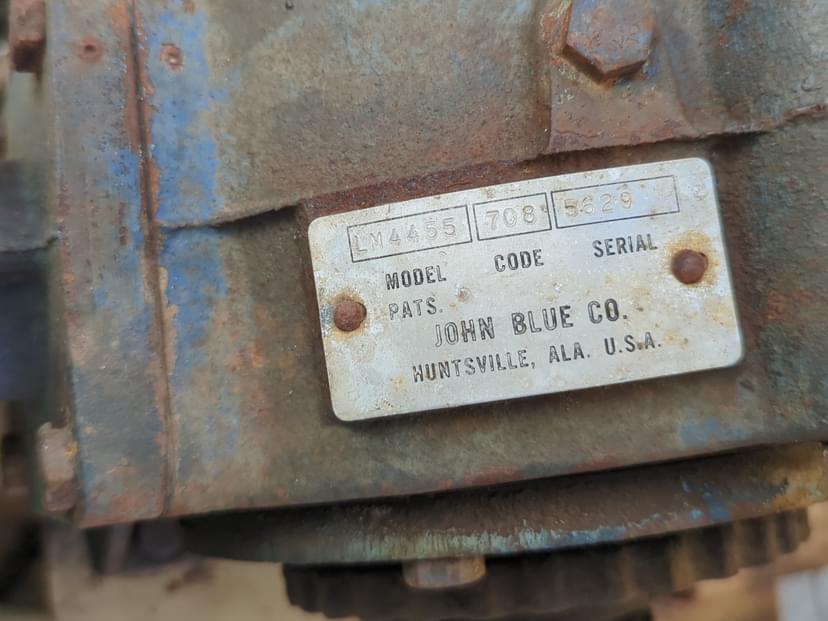 LM4455 708 5629
MODEL CODE SERIAL
PATS.
JOHN BLUE CO.
HUNTSVILLE, ALA. U.S.A.